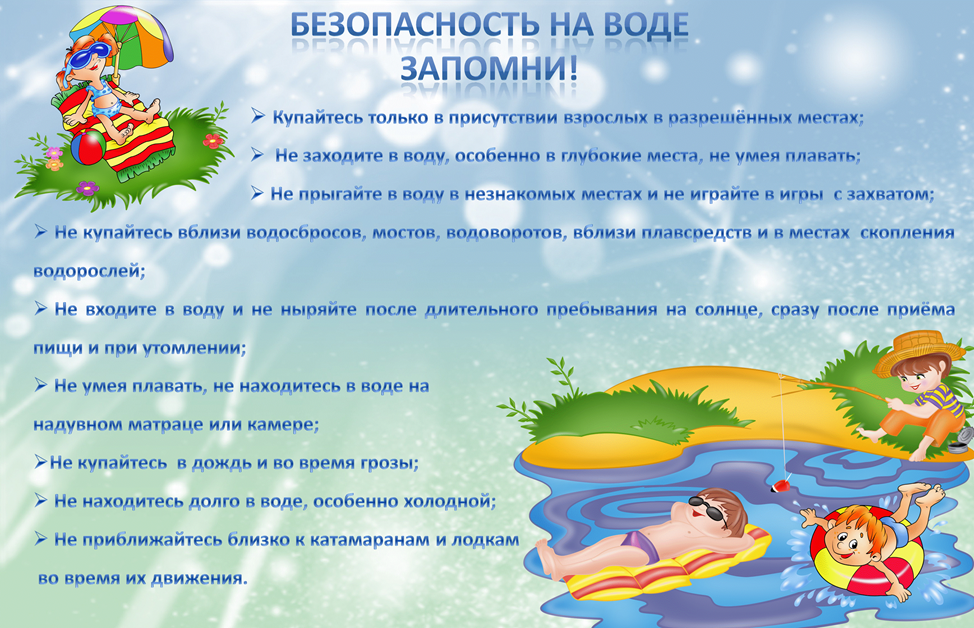 БЕЗОПАСНОСТЬ НА ВОДЕ
ЗАПОМНИ!
➢ Купайтесь только в присутствии взрослых в разрешённых местах;
➢ Не заходите в воду, особенно в глубокие места, не умея плавать;
➢ Не прыгайте в воду в незнакомых местах и не играйте в игры с захватом;
➢ Не купайтесь вблизи водосбросов, мостов, водоворотов, вблизи плавсредств и в местах скопления
водорослей;
➢ Не входите в воду и не ныряйте после длительного пребывания на солнце, сразу после приёма
пищи и при утомлении;
➢ Не умея плавать, не находитесь в воде на
надувном матраце или камере;
➢Не купайтесь в дождь и во время грозы;
➢ Не находитесь долго в воде, особенно холодной;
➢ Не приближайтесь близко к катамаранам и лодкам
во время их движения.